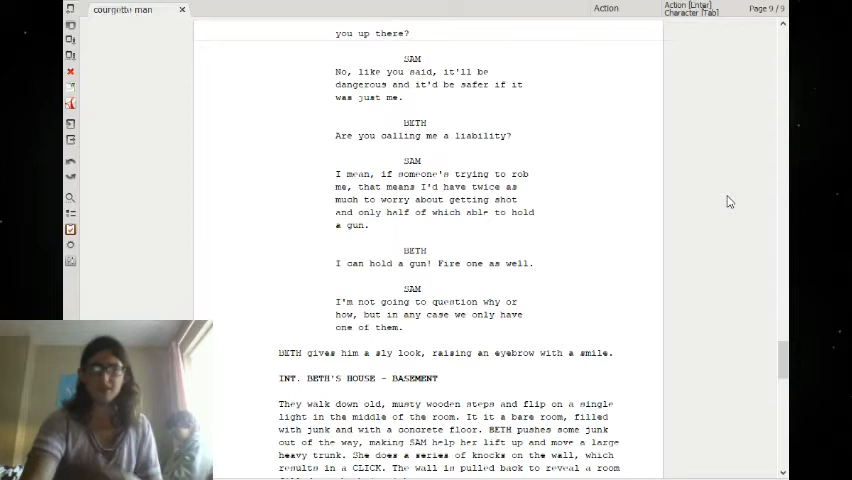 courgette man
Action
Action [Enter]
Character [Tab]
Page 9 / 9
you up there?
SAM
No, like you said, it'll be
dangerous and it'd be safer if it
was just me.
BETH
Are you calling me a liability?
SAM
I mean, if someone's trying to rob
me, that means I'd have twice as
much to worry about getting shot
and only half of which able to hold
a gun.
BETH
I can hold a gun! Fire one as well.
SAM
I'm not going to question why or
how, but in any case we only have
one of them.
BETH gives him a sly look, raising an eyebrow with a smile.
INT. BETH'S HOUSE - BASEMENT
They walk down old, musty wooden steps and flip on a single
light in the middle of the room. It it a bare room, filled
with junk and with a concrete floor. BETH pushes some junk
out of the way, making SAM help her lift up and move a large
heavy trunk. She does a series of knocks on the wall, which
results in a CLICK. The wall is pulled back to reveal a room